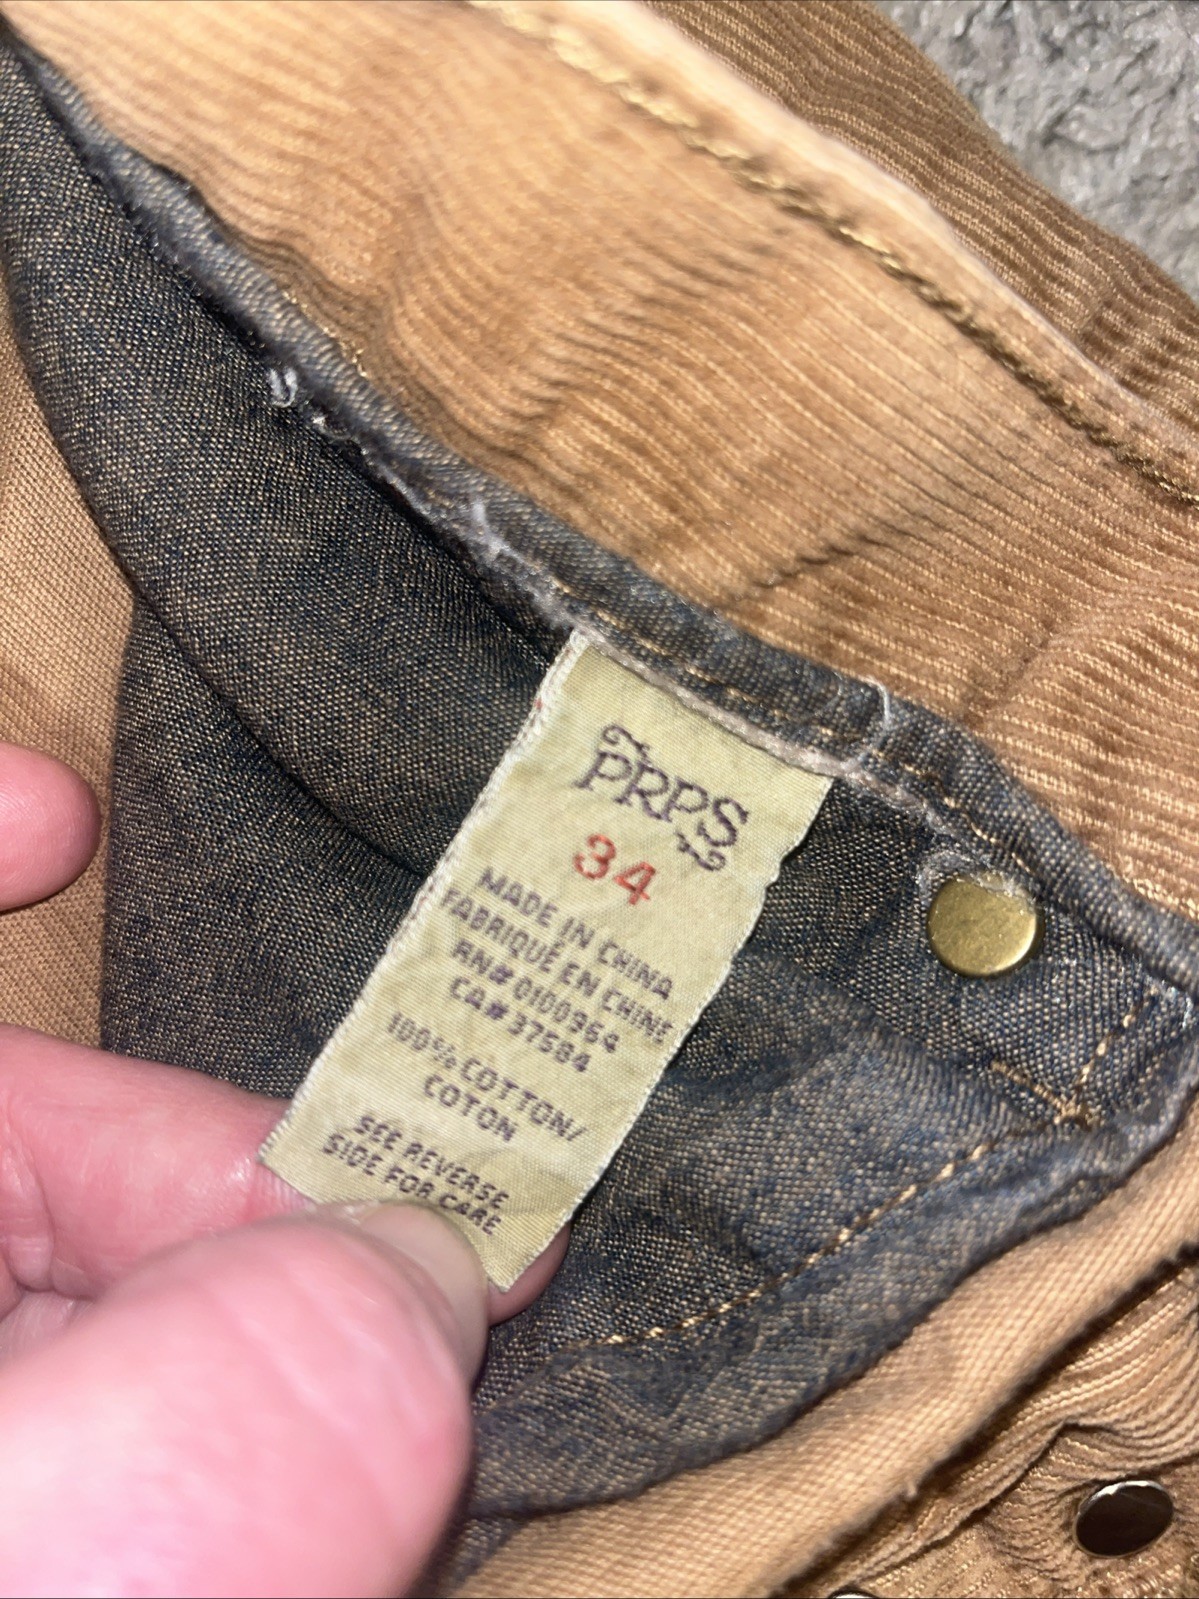 PRPS
34
MADE IN CHINA
FABRIQUÉ EN CHINE
RN# 0100964
CA# 37584
100% COTTON/
COTON
SEE REVERSE
SIDE FOR CARE